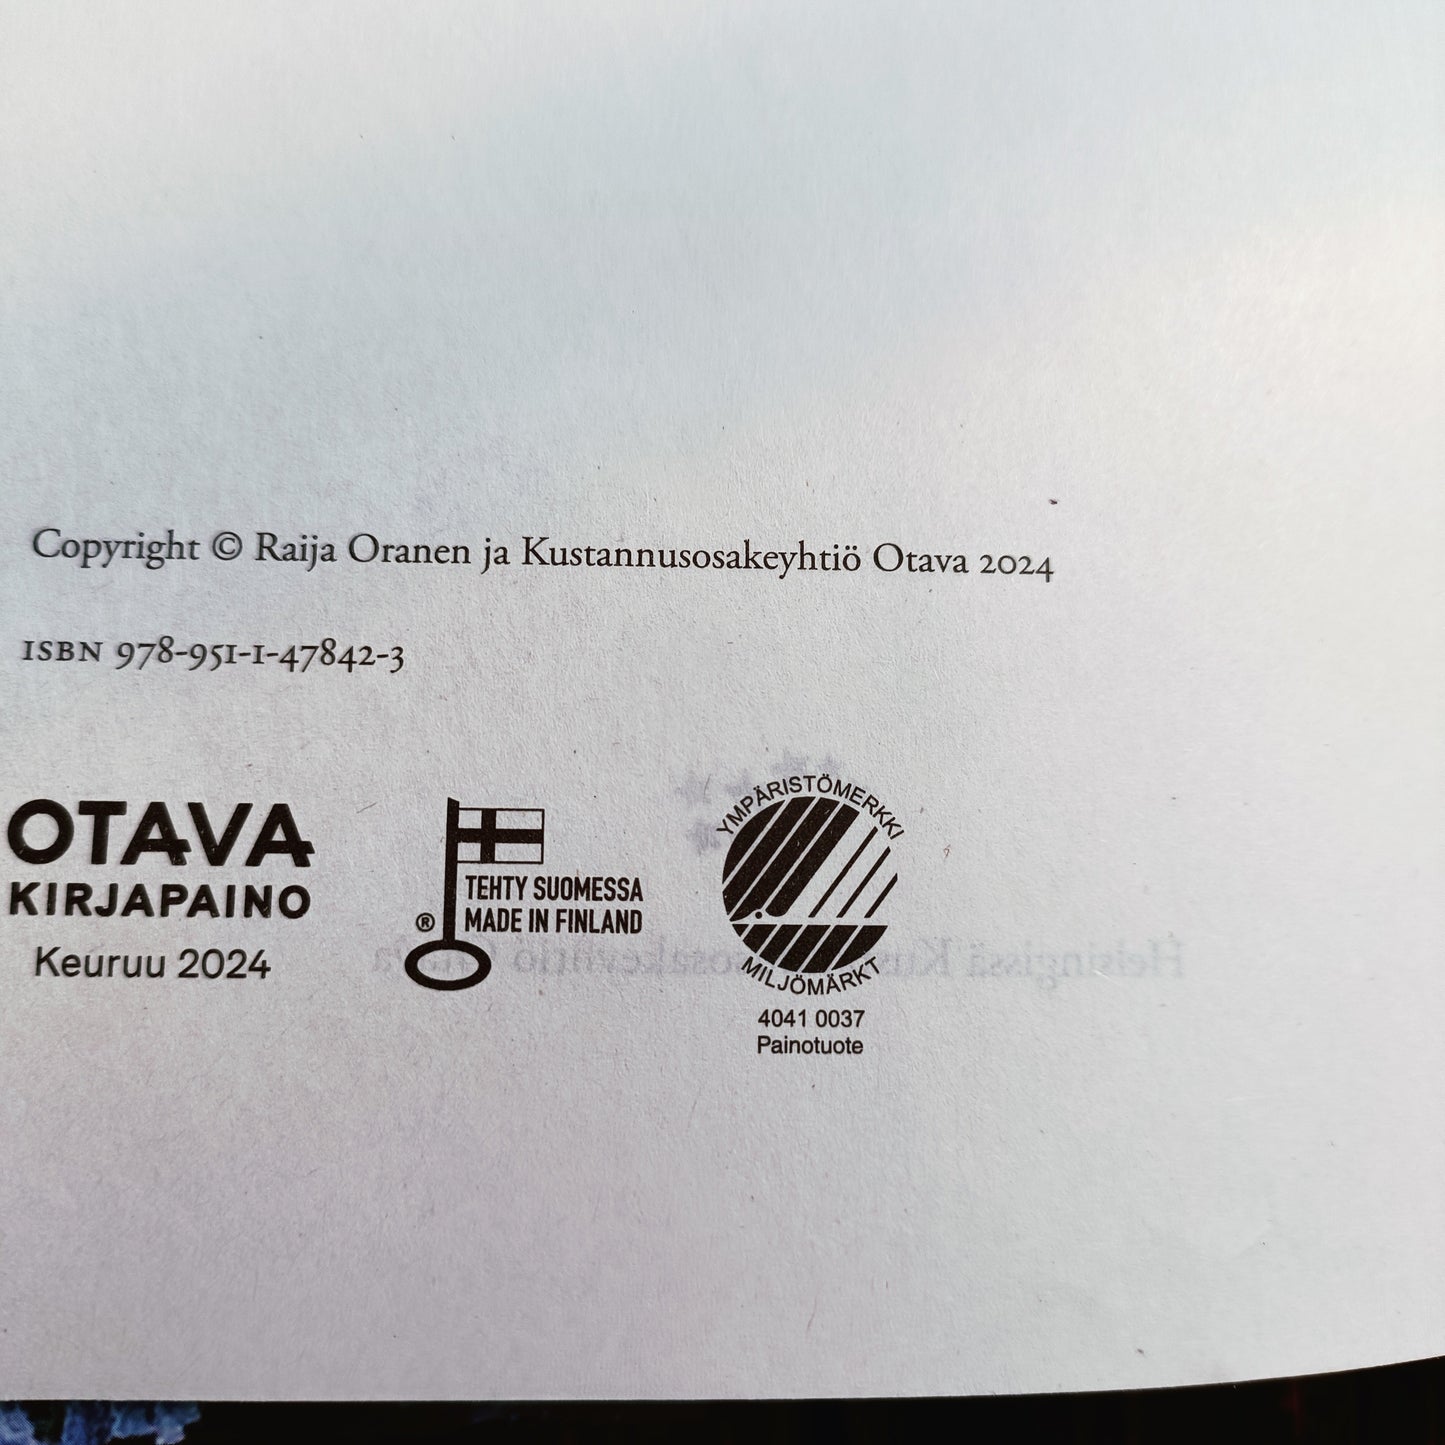 Copyright © Raija Oranen ja Kustannusosakeyhtiö Otava 2024
ISBN 978-951-1-47842-3
OTAVA
KIRJAPAINO
Keuruu 2024
TEHTY SUOMESSA
® MADE IN FINLAND
YMPÄRISTÖMERKKI
MILJÖMÄRKT
4041 0037
Painotuote